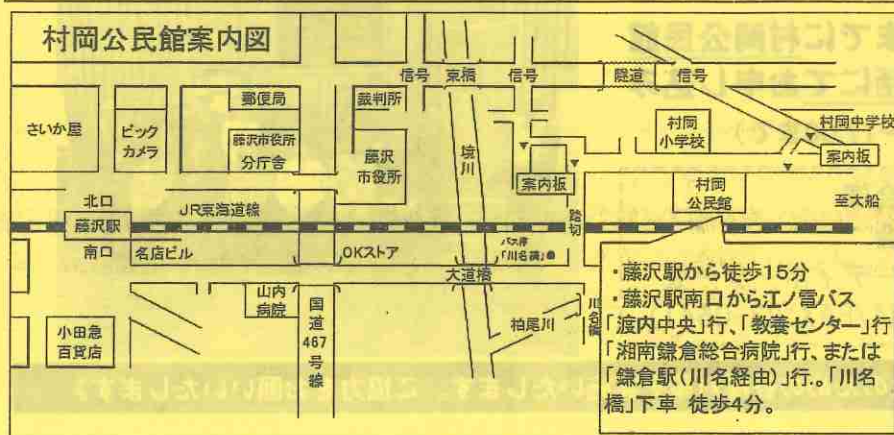 村岡公民館案内図
信号
東橋
信号
隧道
信号
郵便局
裁判所
さいか屋
ビック
カメラ
藤沢市役所
分庁舎
藤沢
市役所
境川
村岡
小学校
村岡中学校
案内板
案内板
村岡
公民館
北口
JR東海道線
踏切
至大船
藤沢駅
南口
名店ビル
OKストア
バス停
「川名橋」
大道橋
山内
病院
国道467号線
柏尾川
川名橋
小田急
百貨店
・藤沢駅から徒歩15分
・藤沢駅南口から江ノ電バス
「渡内中央」行、「教養センター」行
「湘南鎌倉総合病院」行、または
「鎌倉駅(川名経由)」行。「川名
橋」下車 徒歩4分。